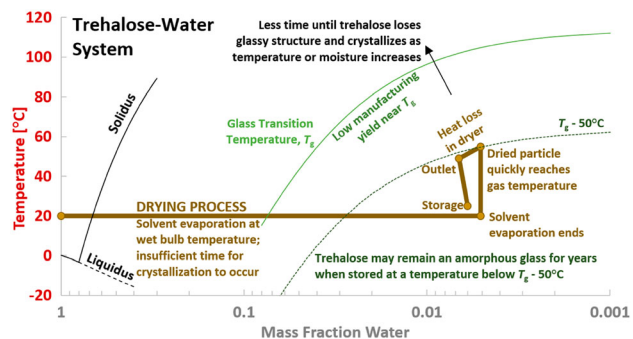 Trehalose-Water
System
Less time until trehalose loses
glassy structure and crystallizes as
temperature or moisture increases
120
100
80
60
40
20
0
-20
Temperature [°C]
Solidus
Liquidus
Glass Transition
Temperature, Tg
Low manufacturing
yield near Tg
Heat loss
in dryer
Tg - 50°C
Outlet
Dried particle
quickly reaches
gas temperature
Storage
DRYING PROCESS
Solvent evaporation at
wet bulb temperature;
insufficient time for
crystallization to occur
Solvent
evaporation ends
Trehalose may remain an amorphous glass for years
when stored at a temperature below Tg - 50°C
1
0.1
0.01
0.001
Mass Fraction Water